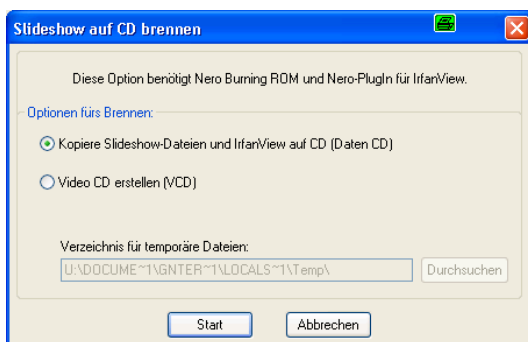 Slideshow auf CD brennen
Diese Option benötigt Nero Burning ROM und Nero-PlugIn für IrfanView.
Optionen fürs Brennen:
Kopiere Slideshow-Dateien und IrfanView auf CD (Daten CD)
Video CD erstellen (VCD)
Verzeichnis für temporäre Dateien:
U:\DOCUME~1\GNTER~1\LOCALS~1\Temp\
Durchsuchen
Start
Abbrechen